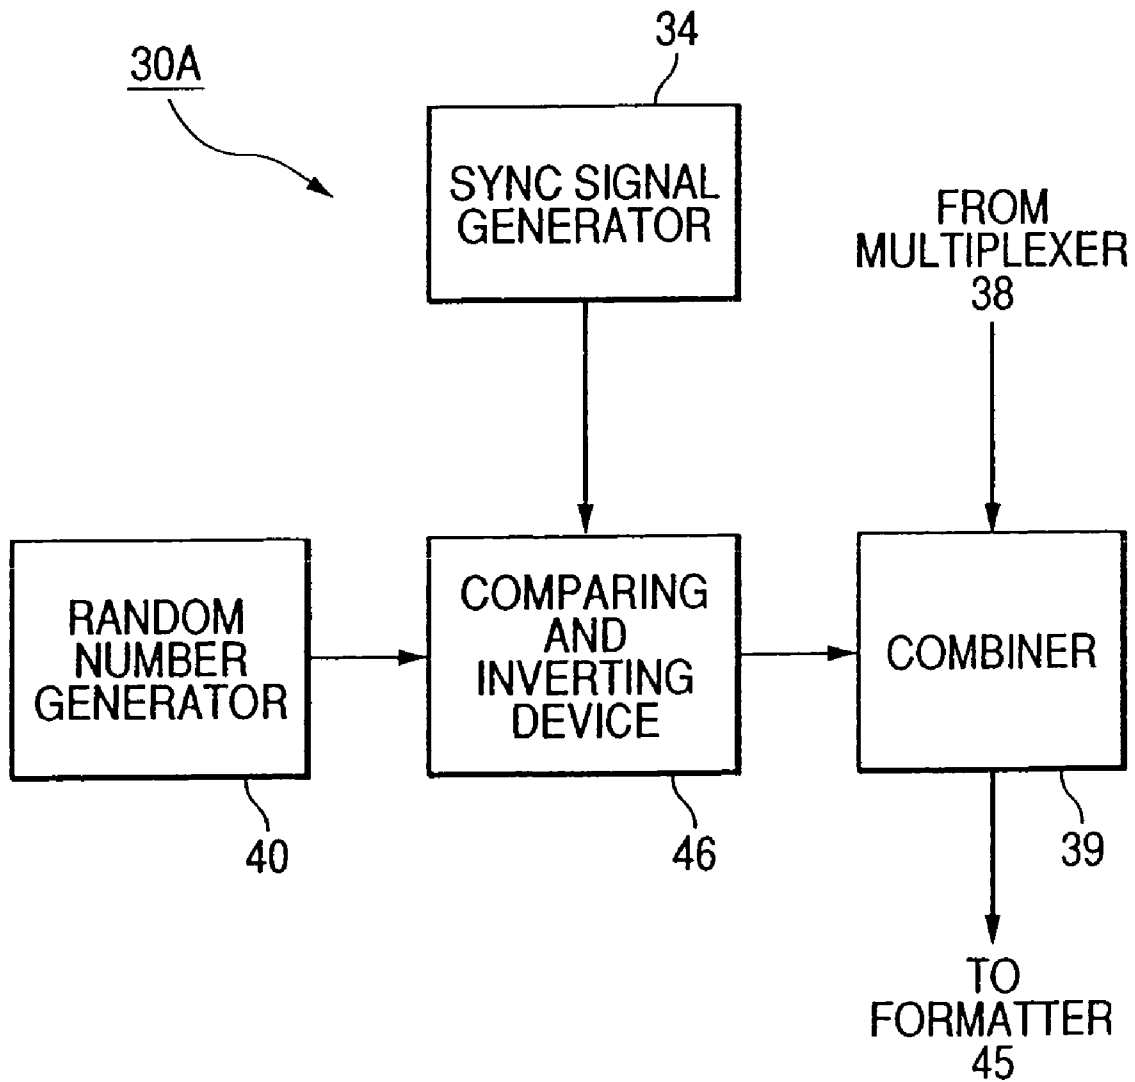 34
30A
SYNC SIGNAL
GENERATOR
FROM
MULTIPLEXER
38
RANDOM
NUMBER
GENERATOR
COMPARING
AND
INVERTING
DEVICE
COMBINER
40
46
39
TO
FORMATTER
45